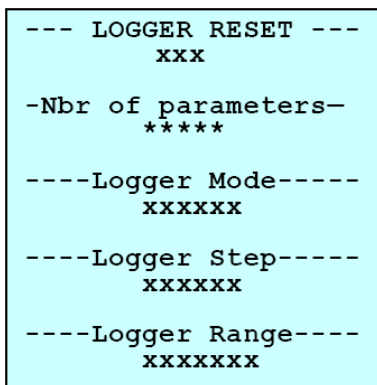 --- LOGGER RESET ---
xxx
-Nbr of parameters—
*****
----Logger Mode-----
xxxxxx
----Logger Step-----
xxxxxx
----Logger Range----
xxxxxxx